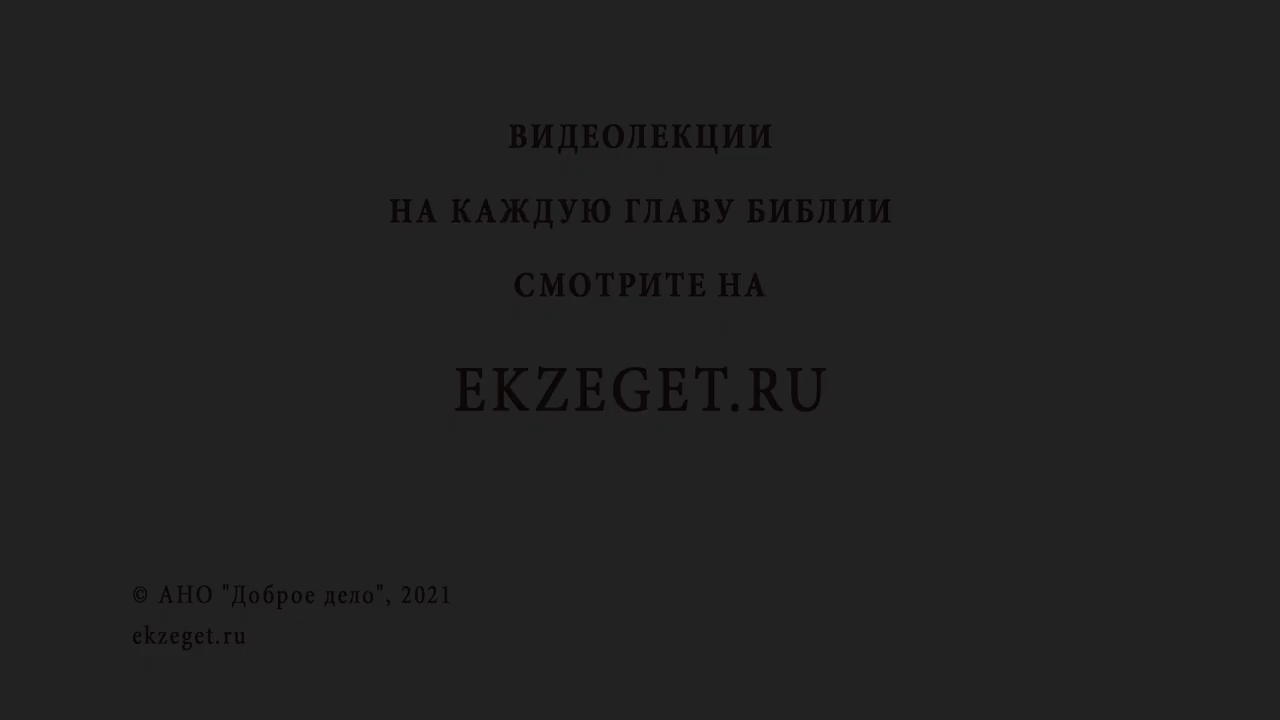 ВИДЕОЛЕКЦИИ
НА КАЖДУЮ ГЛАВУ БИБЛИИ
СМОТРИТЕ НА
EKZEGET.RU
© АНО "Доброе дело", 2021
ekzeget.ru